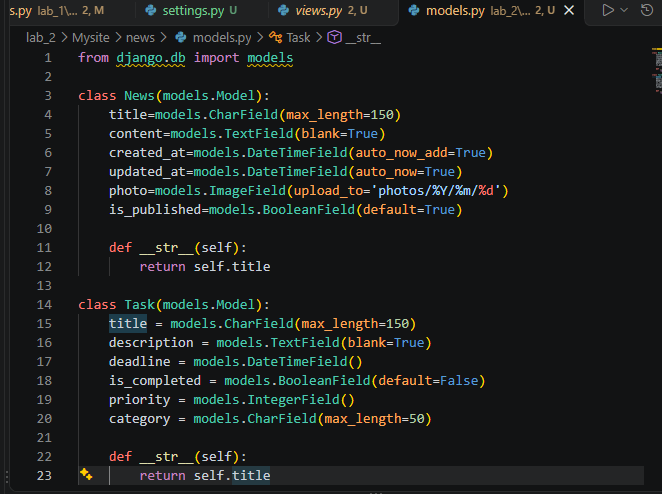 s.py lab_1\... 2, M settings.py U views.py 2, U models.py lab_2\... 2, U
lab_2 > Mysite > news > models.py > Task > __str__
1 from django.db import models
2
3 class News(models.Model):
4     title=models.CharField(max_length=150)
5     content=models.TextField(blank=True)
6     created_at=models.DateTimeField(auto_now_add=True)
7     updated_at=models.DateTimeField(auto_now=True)
8     photo=models.ImageField(upload_to='photos/%Y/%m/%d')
9     is_published=models.BooleanField(default=True)
10
11     def __str__(self):
12         return self.title
13
14 class Task(models.Model):
15     title = models.CharField(max_length=150)
16     description = models.TextField(blank=True)
17     deadline = models.DateTimeField()
18     is_completed = models.BooleanField(default=False)
19     priority = models.IntegerField()
20     category = models.CharField(max_length=50)
21
22     def __str__(self):
23         return self.title